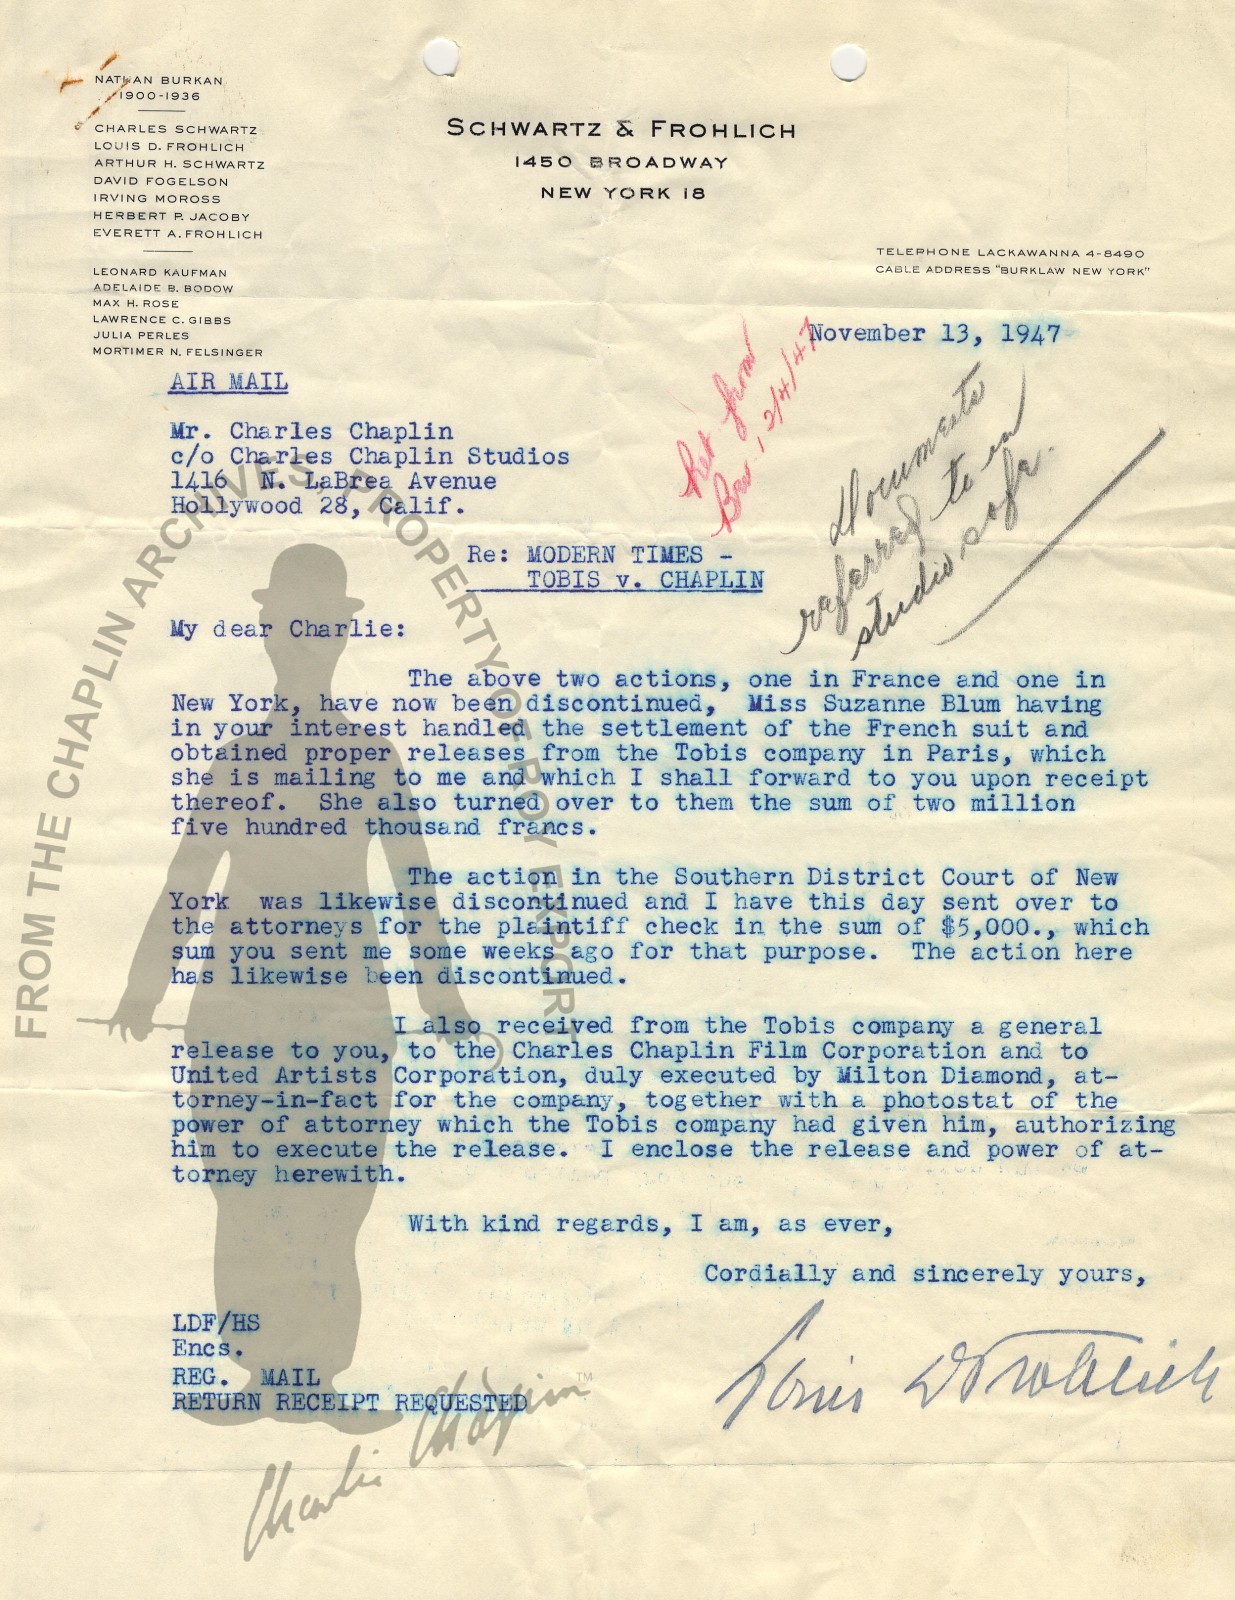 NATHAN BURKAN
1900-1936
CHARLES SCHWARTZ
LOUIS D. FROHLICH
ARTHUR H. SCHWARTZ
DAVID FOGELSON
IRVING MOROSS
HERBERT P. JACOBY
EVERETT A. FROHLICH
LEONARD KAUFMAN
ADELAIDE B. BODOW
MAX H. ROSE
LAWRENCE C. GIBBS
JULIA PERLES
MORTIMER N. FELSINGER
SCHWARTZ & FROHLICH
1450 BROADWAY
NEW YORK 18
TELEPHONE LACKAWANNA 4-8490
CABLE ADDRESS "BURKLAW NEW YORK"
November 13, 1947
Ret from
12/4/47
Documents
referred to in
studio safe.
AIR MAIL
Mr. Charles Chaplin
c/o Charles Chaplin Studios
1416 N. LaBrea Avenue
Hollywood 28, Calif.
Re: MODERN TIMES -
TOBIS v. CHAPLIN
My dear Charlie:
The above two actions, one in France and one in
New York, have now been discontinued, Miss Suzanne Blum having
in your interest handled the settlement of the French suit and
obtained proper releases from the Tobis company in Paris, which
she is mailing to me and which I shall forward to you upon receipt
thereof. She also turned over to them the sum of two million
five hundred thousand francs.
The action in the Southern District Court of New
York was likewise discontinued and I have this day sent over to
the attorneys for the plaintiff check in the sum of $5,000., which
sum you sent me some weeks ago for that purpose. The action here
has likewise been discontinued.
I also received from the Tobis company a general
release to you, to the Charles Chaplin Film Corporation and to
United Artists Corporation, duly executed by Milton Diamond, at-
torney-in-fact for the company, together with a photostat of the
power of attorney which the Tobis company had given him, authorizing
him to execute the release. I enclose the release and power of at-
torney herewith.
With kind regards, I am, as ever,
Cordially and sincerely yours,
Louis D Frohlich
LDF/HS
Encs.
REG. MAIL
RETURN RECEIPT REQUESTED
FROM THE CHAPLIN ARCHIVES, PROPERTY OF ROY EXPORT
Charlie Chaplin™